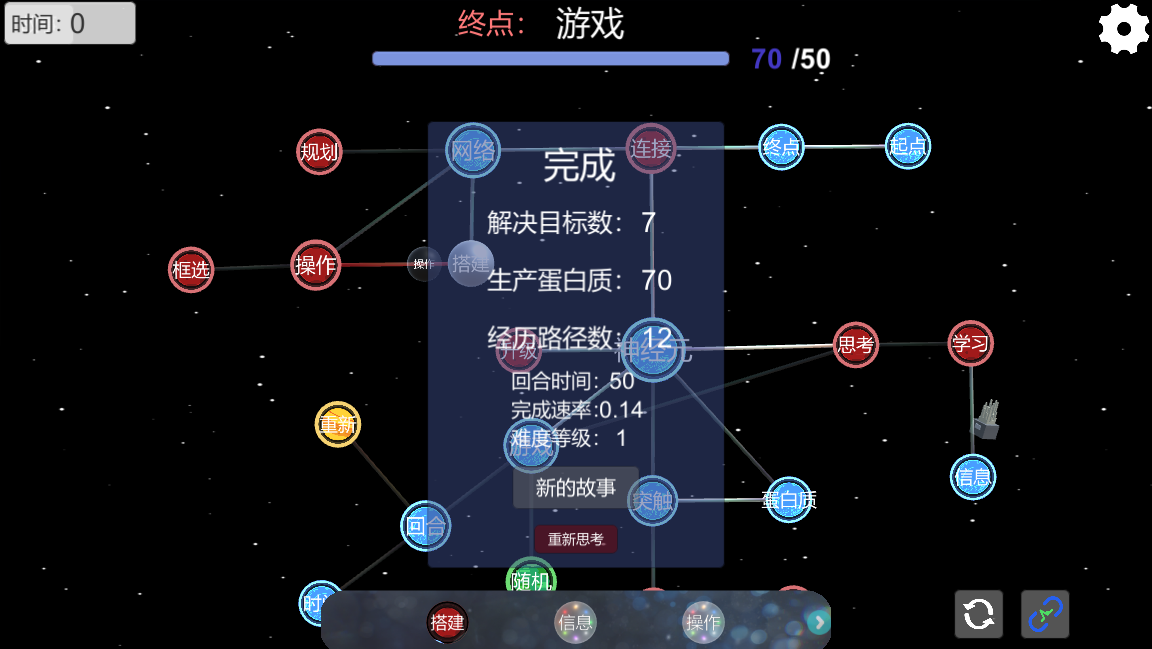 时间: 0
终点: 游戏
70 /50
规划
网络
连接
终点
起点
完成
解决目标数: 7
框选
操作
操作
搭建
生产蛋白质: 70
经历路径数: 12
升级
神经元
思考
学习
回合时间: 50
完成速率:0.14
难度等级: 1
重新
游戏
信息
新的故事
突触
蛋白质
回合
重新思考
随机
搭建
信息
操作